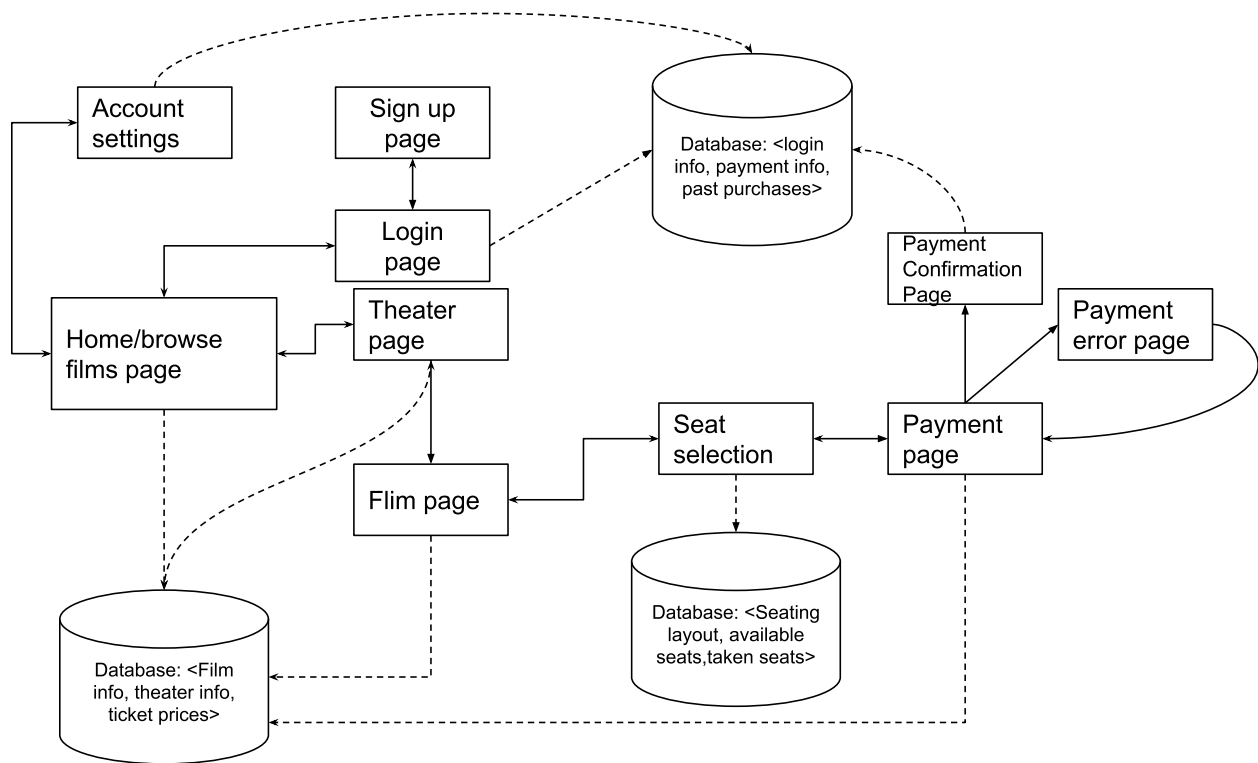 Account
settings
Sign up
page
Database: <login
info, payment info,
past purchases>
Login
page
Payment
Confirmation
Page
Theater
page
Home/browse
films page
Payment
error page
Seat
selection
Payment
page
Flim page
Database: <Seating
layout, available
seats,taken seats>
Database: <Film
info, theater info,
ticket prices>